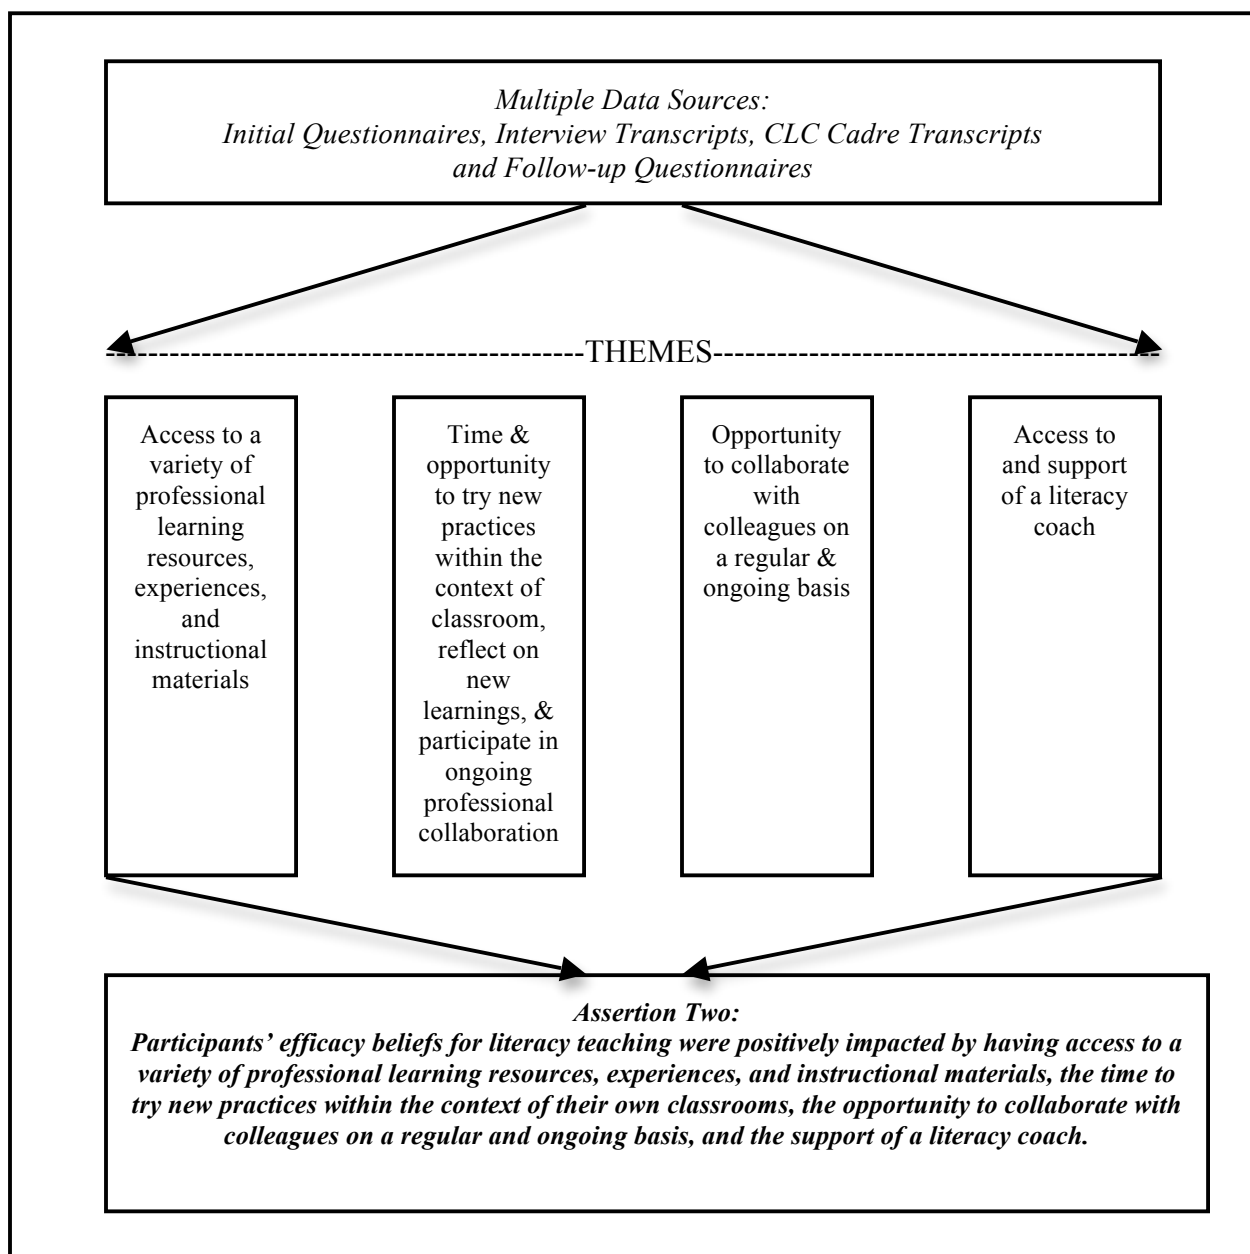 Multiple Data Sources:
Initial Questionnaires, Interview Transcripts, CLC Cadre Transcripts
and Follow-up Questionnaires
------------------------------THEMES----------------------------
Access to a
variety of
professional
learning
resources,
experiences,
and
instructional
materials
Time &
opportunity
to try new
practices
within the
context of
classroom,
reflect on
new
learnings, &
participate in
ongoing
professional
collaboration
Opportunity
to collaborate
with
colleagues on
a regular &
ongoing basis
Access to
and support
of a literacy
coach
Assertion Two:
Participants’ efficacy beliefs for literacy teaching were positively impacted by having access to a
variety of professional learning resources, experiences, and instructional materials, the time to
try new practices within the context of their own classrooms, the opportunity to collaborate with
colleagues on a regular and ongoing basis, and the support of a literacy coach.